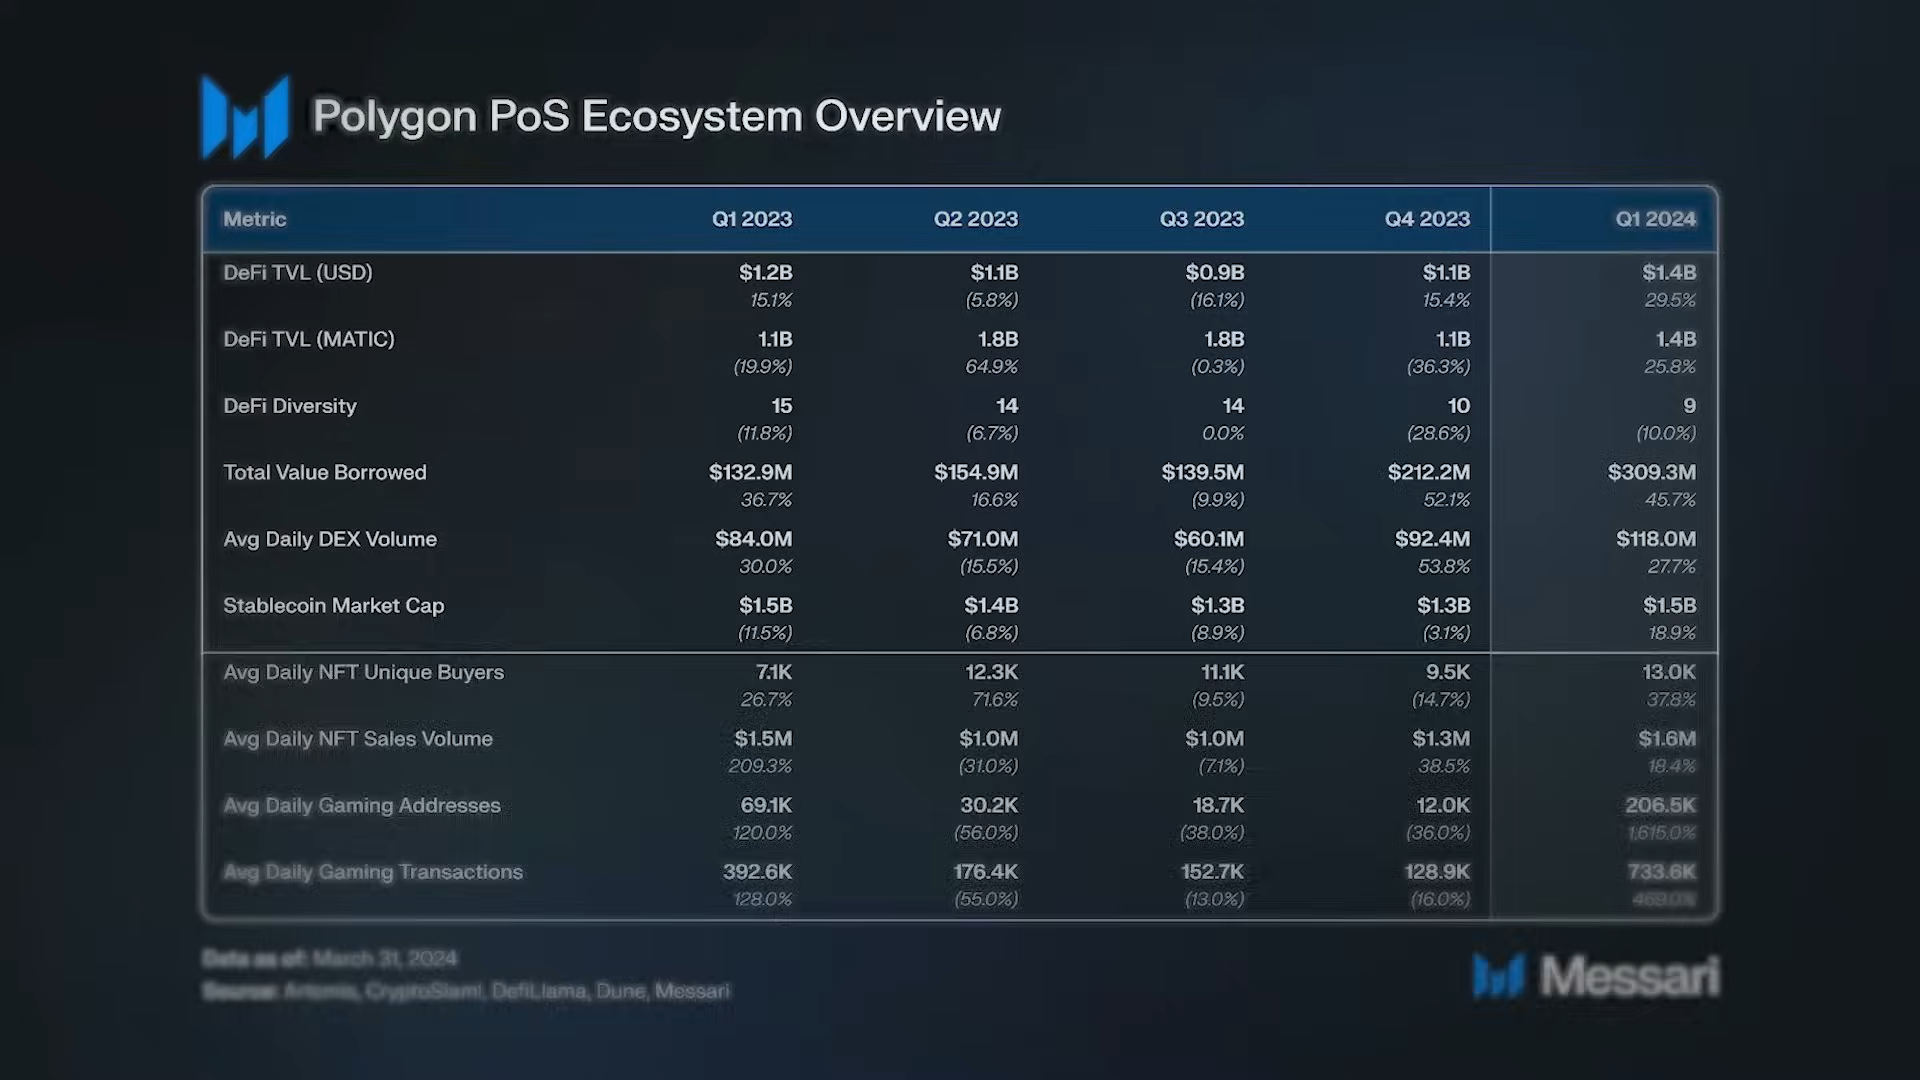 Polygon PoS Ecosystem Overview
Metric Q1 2023 Q2 2023 Q3 2023 Q4 2023 Q1 2024
DeFi TVL (USD) $1.2B $1.1B $0.9B $1.1B $1.4B
15.1% (5.8%) (16.1%) 15.4% 29.5%
DeFi TVL (MATIC) 1.1B 1.8B 1.8B 1.1B 1.4B
(19.9%) 64.9% (0.3%) (36.3%) 25.8%
DeFi Diversity 15 14 14 10 9
(11.8%) (6.7%) 0.0% (28.6%) (10.0%)
Total Value Borrowed $132.9M $154.9M $139.5M $212.2M $309.3M
36.7% 16.6% (9.9%) 52.1% 45.7%
Avg Daily DEX Volume $84.0M $71.0M $60.1M $92.4M $118.0M
30.0% (15.5%) (15.4%) 53.8% 27.7%
Stablecoin Market Cap $1.5B $1.4B $1.3B $1.3B $1.5B
(11.5%) (6.8%) (8.9%) (3.1%) 18.9%
Avg Daily NFT Unique Buyers 7.1K 12.3K 11.1K 9.5K 13.0K
26.7% 71.6% (9.5%) (14.7%) 37.8%
Avg Daily NFT Sales Volume $1.5M $1.0M $1.0M $1.3M $1.6M
209.3% (31.0%) (7.1%) 38.5% 18.4%
Avg Daily Gaming Addresses 69.1K 30.2K 18.7K 12.0K 206.5K
120.0% (56.0%) (38.0%) (36.0%) 1,615.0%
Avg Daily Gaming Transactions 392.6K 176.4K 152.7K 128.9K 733.6K
128.0% (55.0%) (13.0%) (16.0%) 469.0%
Data as of: March 31, 2024
Source: Artemis, CryptoSlam!, DefiLlama, Dune, Messari
Messari